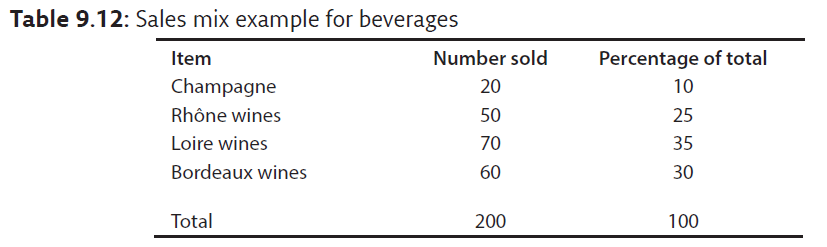 Table 9.12: Sales mix example for beverages
Item Number sold Percentage of total
Champagne 20 10
Rhône wines 50 25
Loire wines 70 35
Bordeaux wines 60 30
Total 200 100